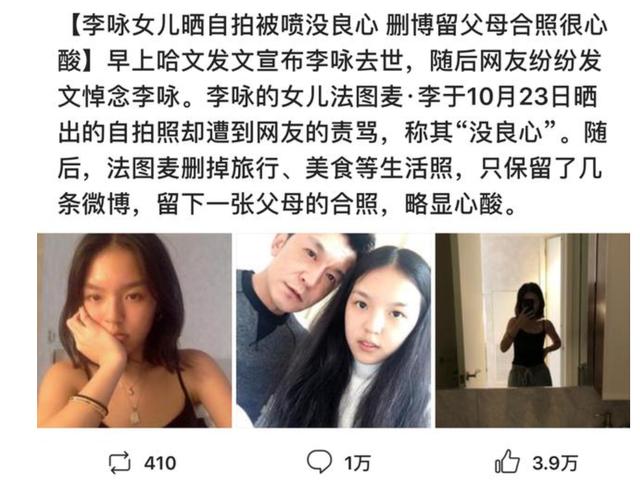 【李咏女儿晒自拍被喷没良心 删博留父母合照很心
酸】早上哈文发文宣布李咏去世，随后网友纷纷发
文悼念李咏。李咏的女儿法图麦·李于10月23日晒
出的自拍照却遭到网友的责骂，称其“没良心”。随
后，法图麦删掉旅行、美食等生活照，只保留了几
条微博，留下一张父母的合照，略显心酸。
410 1万 3.9万